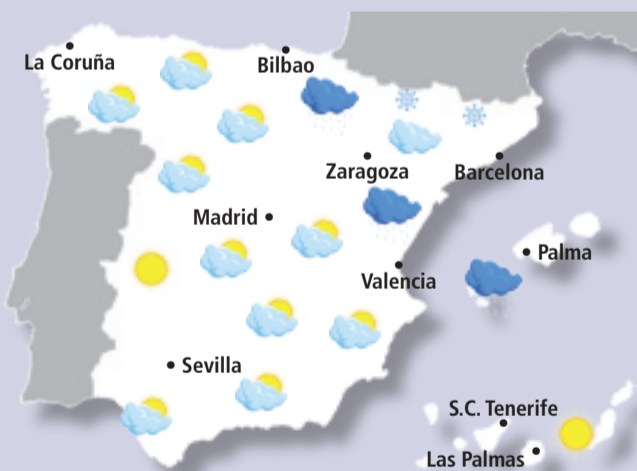 La Coruña
Bilbao
Zaragoza
Barcelona
Madrid
Palma
Valencia
Sevilla
S.C. Tenerife
Las Palmas